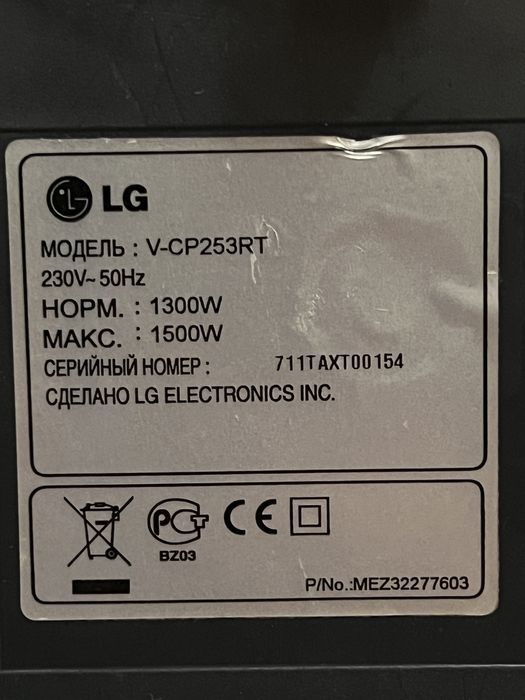 LG
МОДЕЛЬ : V-CP253RT
230V~ 50Hz
НОРМ. : 1300W
МАКС. : 1500W
СЕРИЙНЫЙ НОМЕР : 711TAXT00154
СДЕЛАНО LG ELECTRONICS INC.
РСТ CE
BZ03
P/No.:MEZ32277603